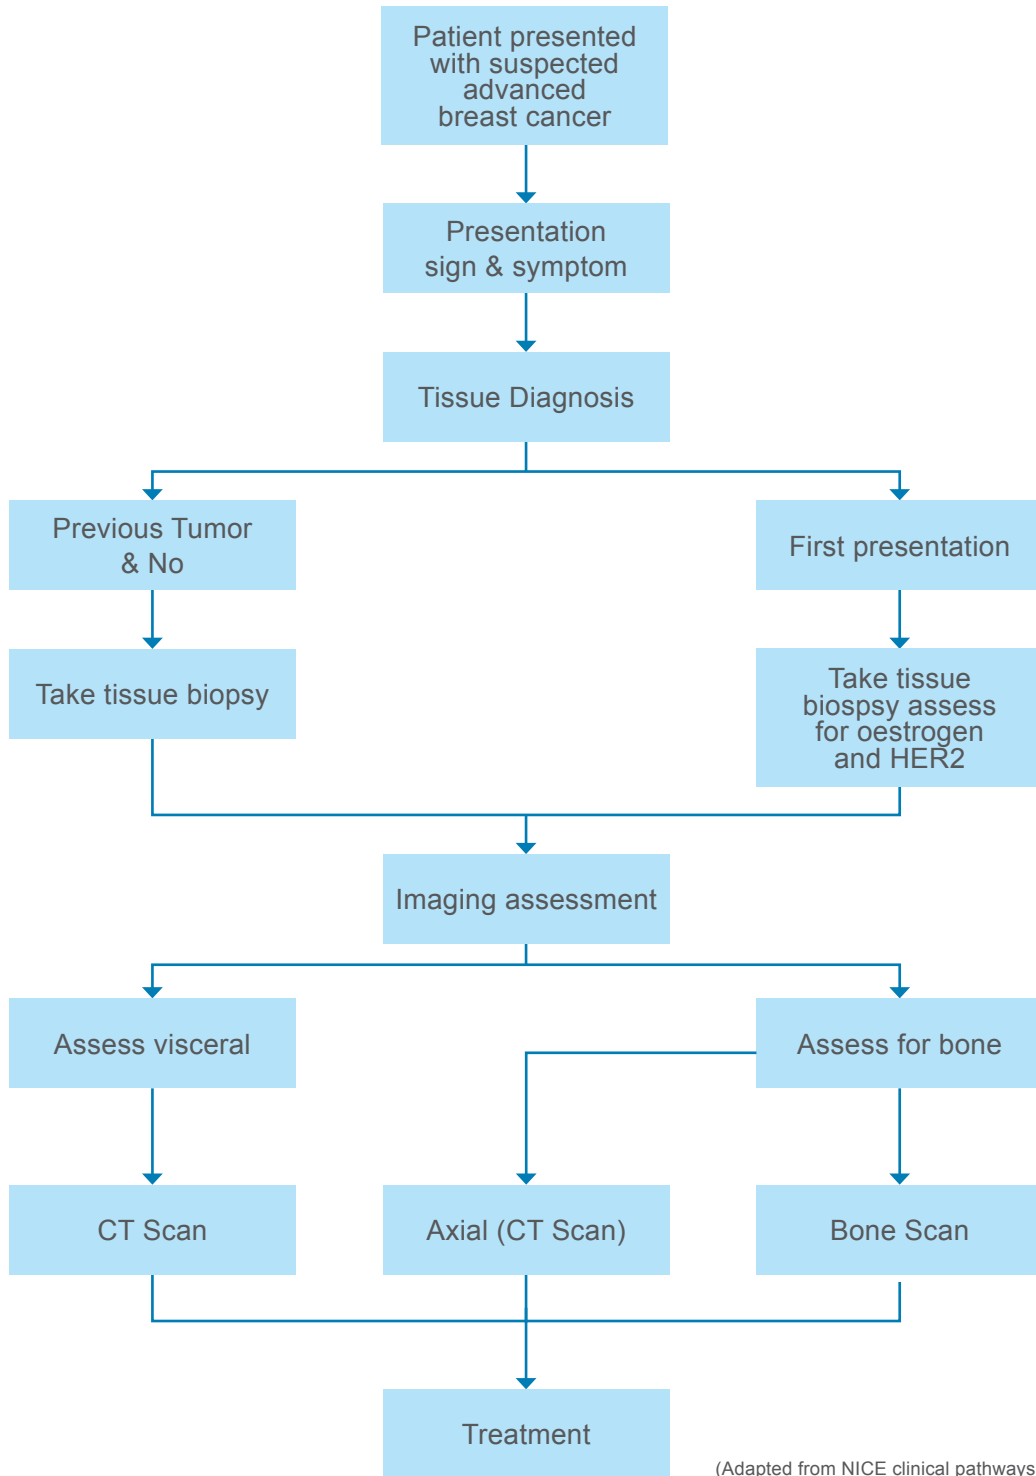 Patient presented
with suspected
advanced
breast cancer
Presentation
sign & symptom
Tissue Diagnosis
Previous Tumor
& No
First presentation
Take tissue biopsy
Take tissue
biospsy assess
for oestrogen
and HER2
Imaging assessment
Assess visceral
Assess for bone
CT Scan
Axial (CT Scan)
Bone Scan
Treatment
(Adapted from NICE clinical pathways